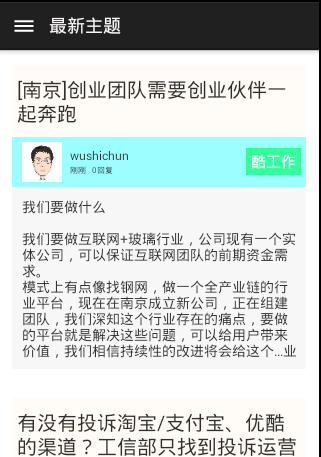 最新主题
[南京]创业团队需要创业伙伴一
起奔跑
wushichun
刚刚 0回复
酷工作
我们要做什么
我们要做互联网+玻璃行业，公司现有一个实
体公司，可以保证互联网团队的前期资金需
求。
模式上有点像找钢网，做一个全产业链的行
业平台，现在在南京成立新公司，正在组建
团队，我们深知这个行业存在的痛点，要做
的平台就是解决这些问题，可以给用户带来
价值，我们相信持续性的改进将会给这个...业
有没有投诉淘宝/支付宝、优酷
的渠道？工信部只找到投诉运营